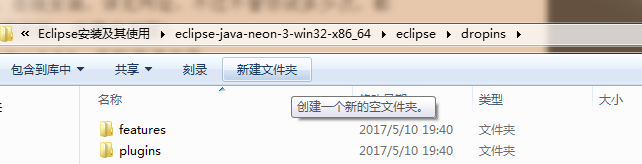 Eclipse安装及其使用 ▸ eclipse-java-neon-3-win32-x86_64 ▸ eclipse ▸ dropins ▸
包含到库中 ▾ 共享 ▾ 刻录 新建文件夹
名称 类型 大小
创建一个新的空文件夹。
features 2017/5/10 19:40 文件夹
plugins 2017/5/10 19:40 文件夹